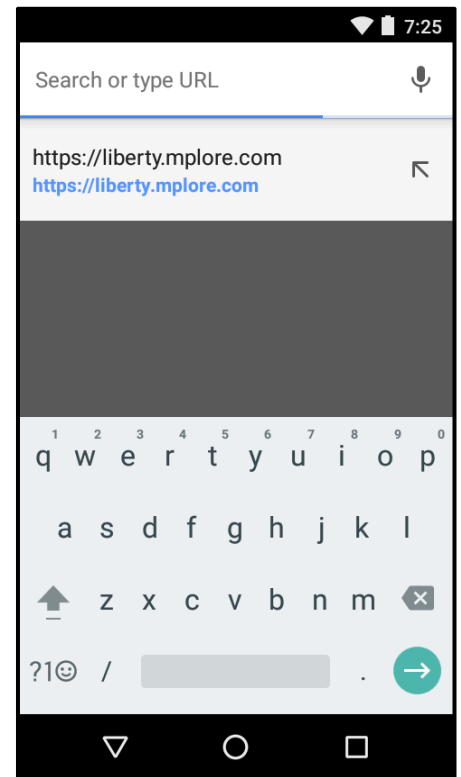 7:25
Search or type URL
https://liberty.mplore.com
https://liberty.mplore.com
1 2 3 4 5 6 7 8 9 0
q w e r t y u i o p
a s d f g h j k l
z x c v b n m
?1☺ / .